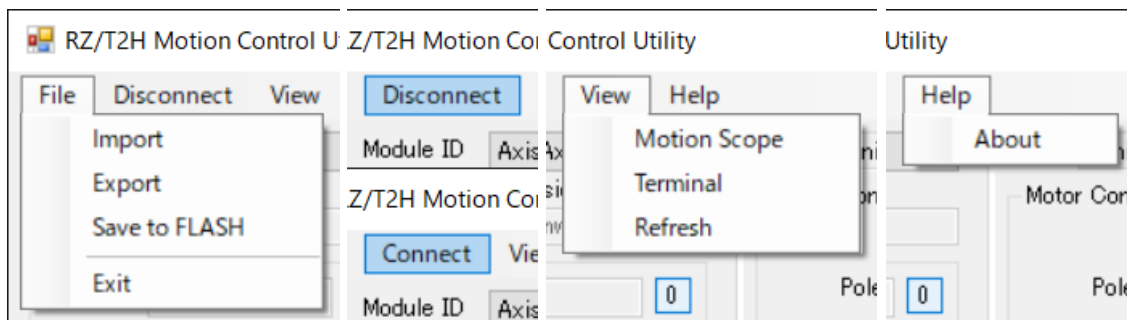 RZ/T2H Motion Control U
File Disconnect View
Import
Export
Save to FLASH
Exit
Z/T2H Motion Co
Disconnect
Module ID Axis
Z/T2H Motion Co
Connect Vie
Module ID Axis
Control Utility
View Help
Motion Scope
Terminal
Refresh
0
Pole
Utility
Help
About
Motor Con
0
Pole